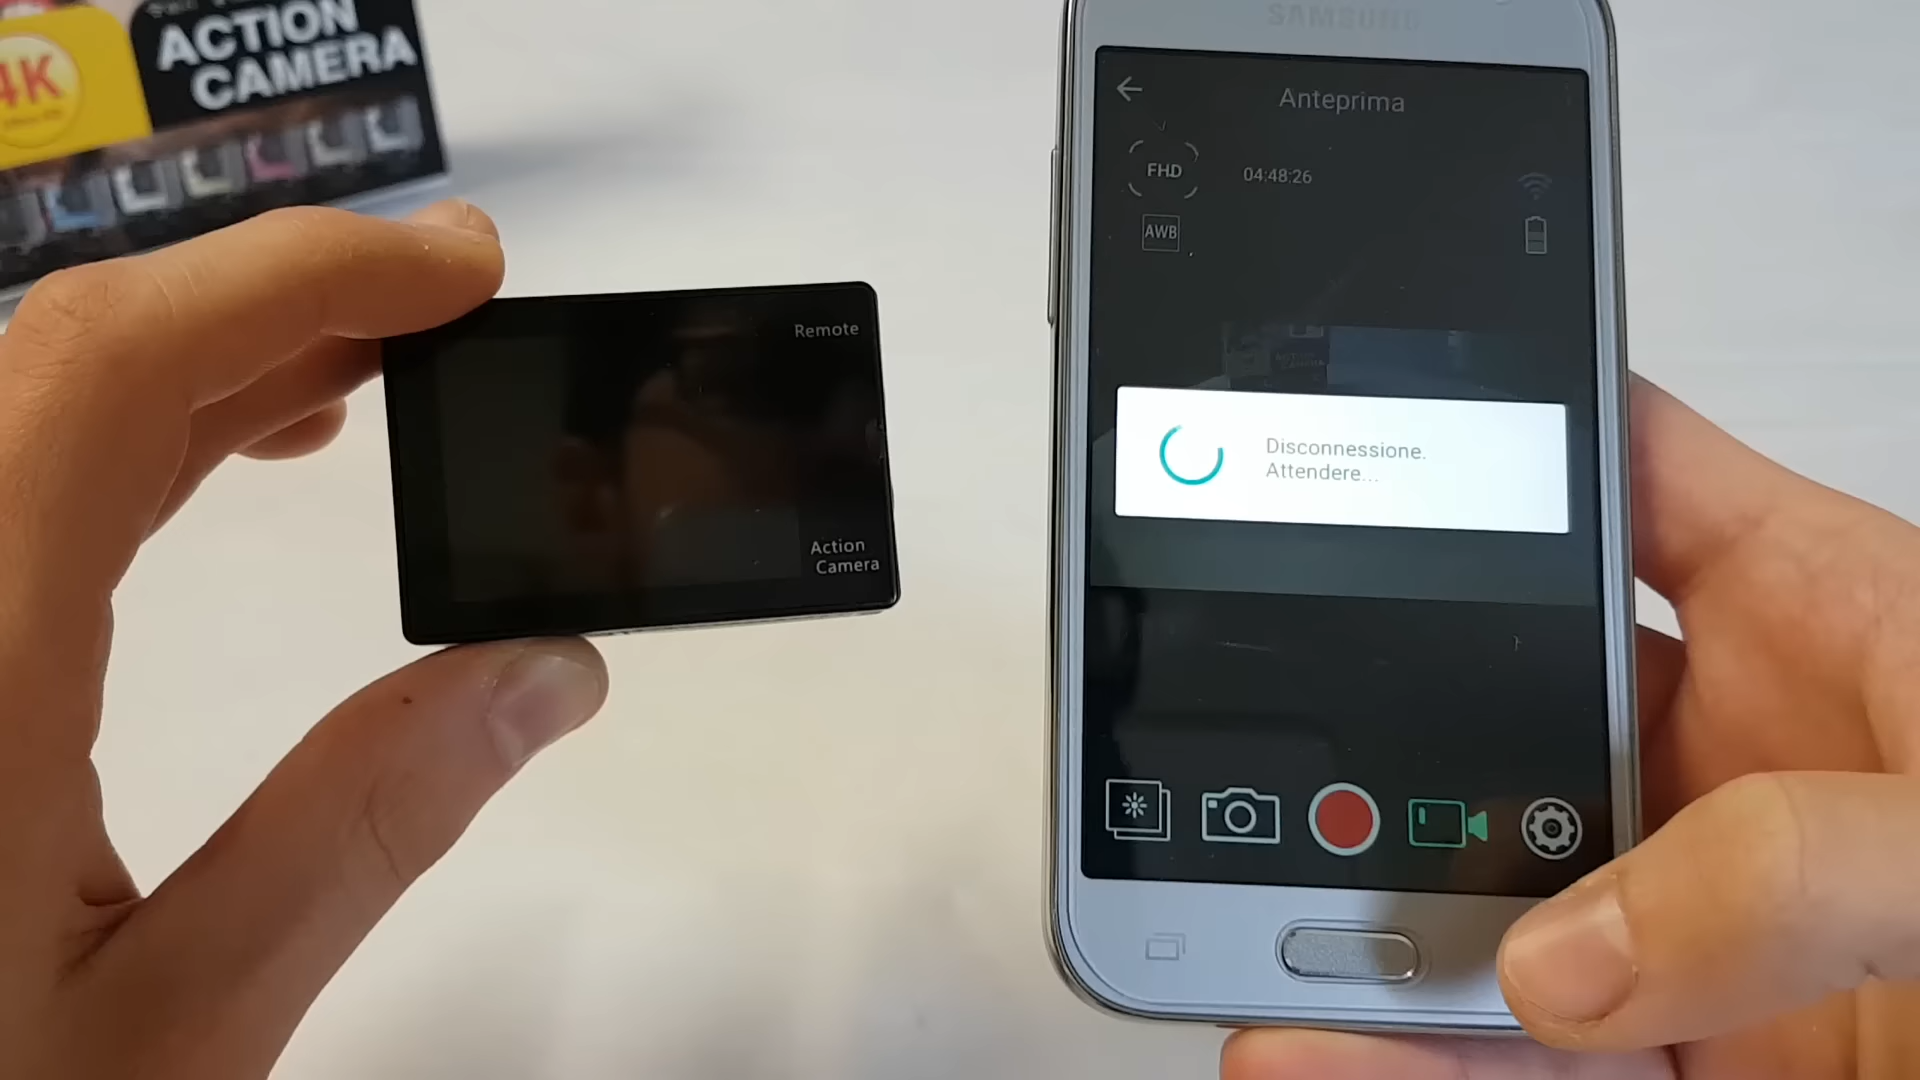 ACTION
CAMERA
4K
SAMSUNG
Anteprima
FHD
04:48:26
AWB
Remote
Disconnessione.
Attendere...
Action
Camera